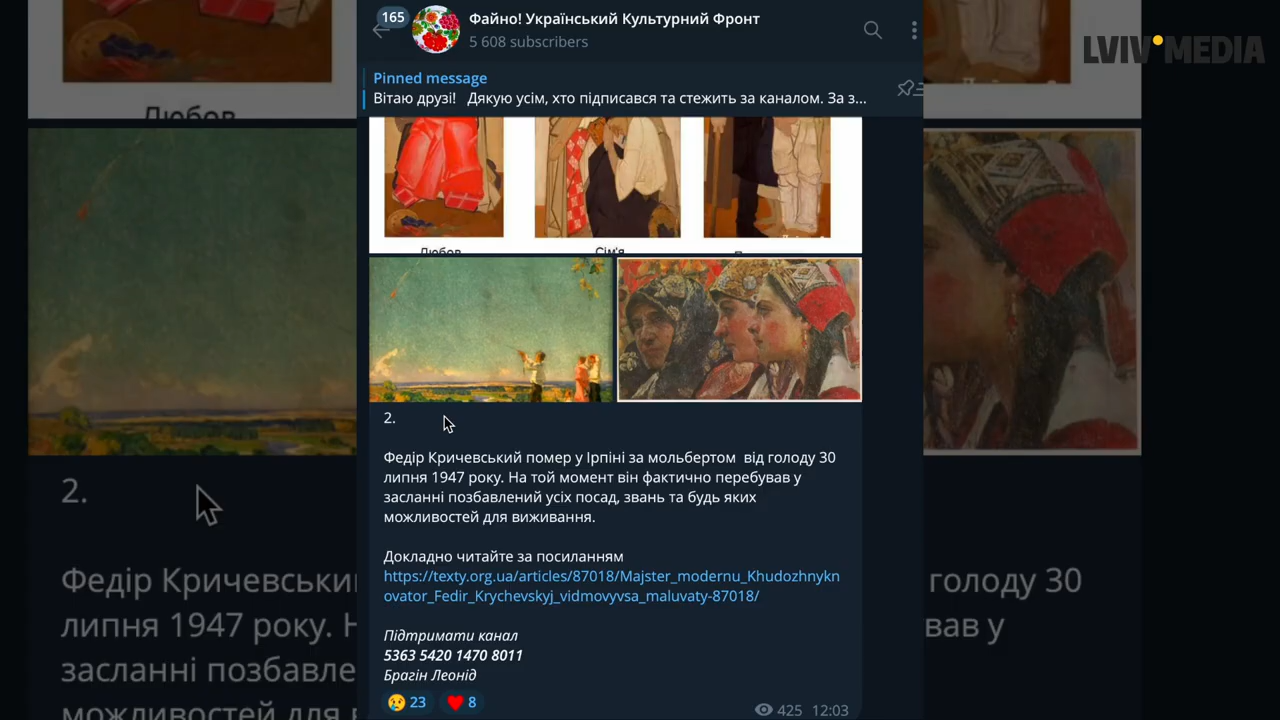 165
Файно! Український Культурний Фронт
5 608 subscribers
LVIV MEDIA
Pinned message
Вітаю друзі! Дякую усім, хто підписався та стежить за каналом. За з...
Любов
Любов
Сім'я
2.
Федір Кричевський помер у Ірпіні за мольбертом від голоду 30
липня 1947 року. На той момент він фактично перебував у
засланні позбавлений усіх посад, звань та будь яких
можливостей для виживання.
Докладно читайте за посиланням
https://texty.org.ua/articles/87018/Majster_modernu_Khudozhnykn
ovator_Fedir_Krychevskyj_vidmovyvsa_maluvaty-87018/
Підтримати канал
5363 5420 1470 8011
Брагін Леонід
23
8
425 12:03
2.
Федір Кричевськи
голоду 30
липня 1947 року. Н
вав у
засланні позбавле
можливостей для в